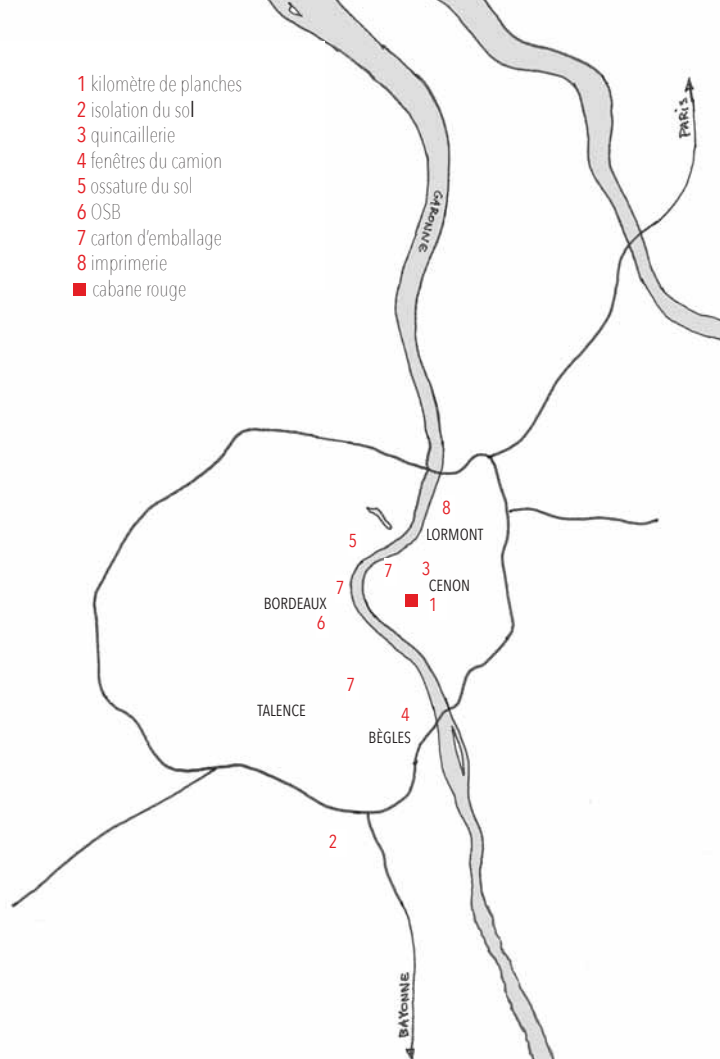 1 kilomètre de planches
2 isolation du sol
3 quincaillerie
4 fenêtres du camion
5 ossature du sol
6 OSB
7 carton d'emballage
8 imprimerie
cabane rouge
PARIS
GARONNE
8
LORMONT
5
7
3
7
CENON
BORDEAUX
1
6
7
TALENCE
4
BÈGLES
2
BAYONNE